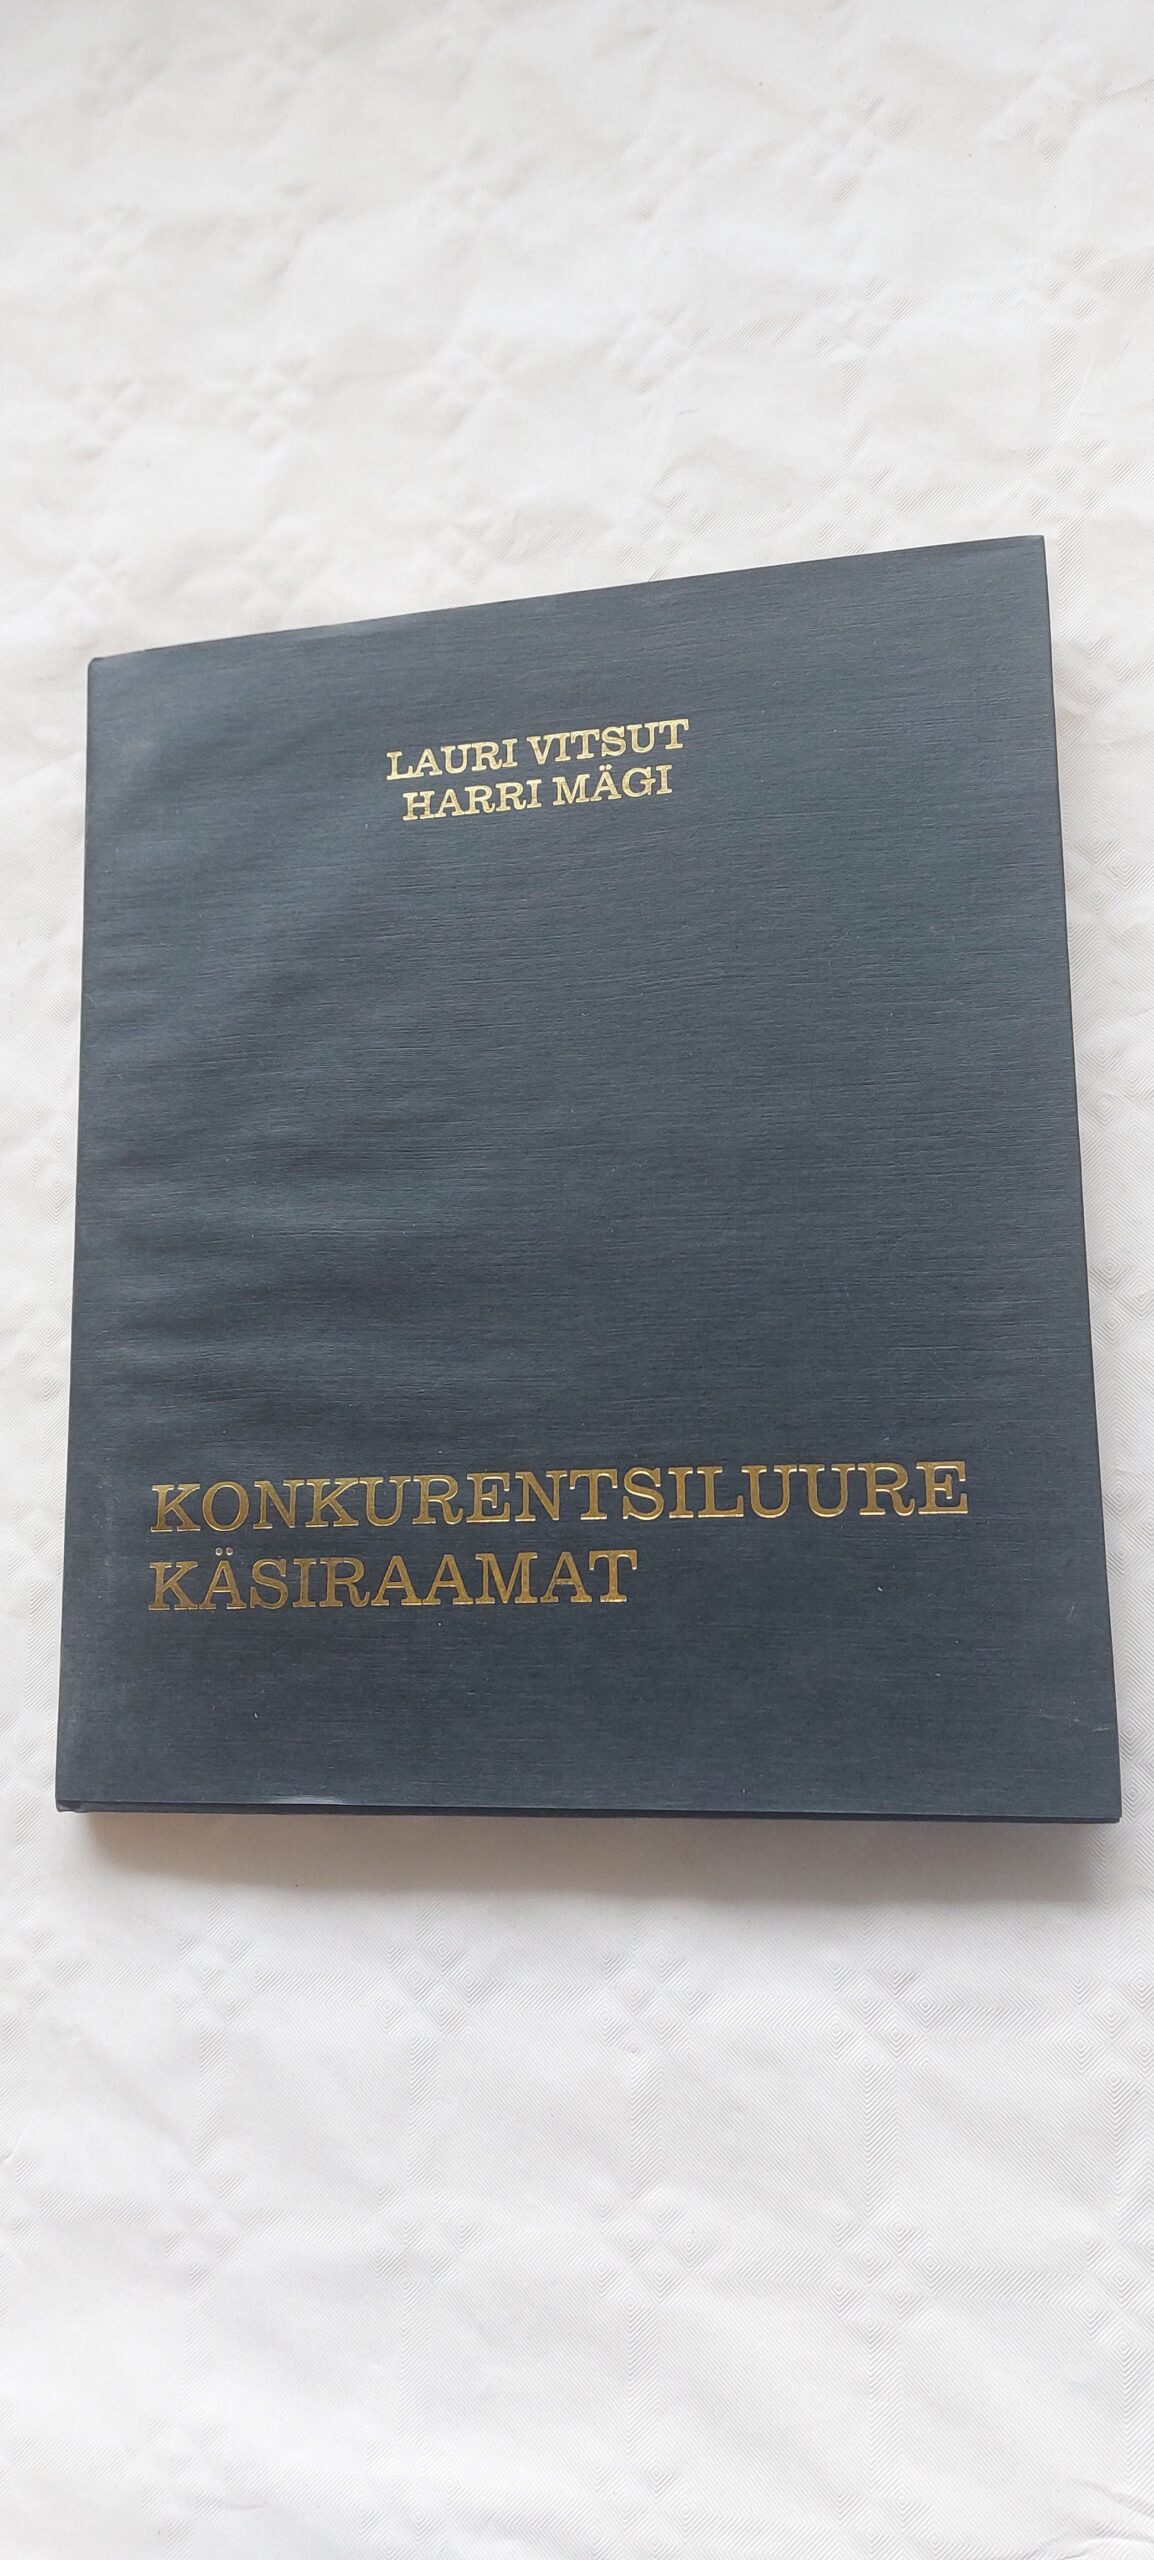 LAURI VITSUT
HARRI MÄGI
KONKURENTSILUURE
KÄSIRAAMAT